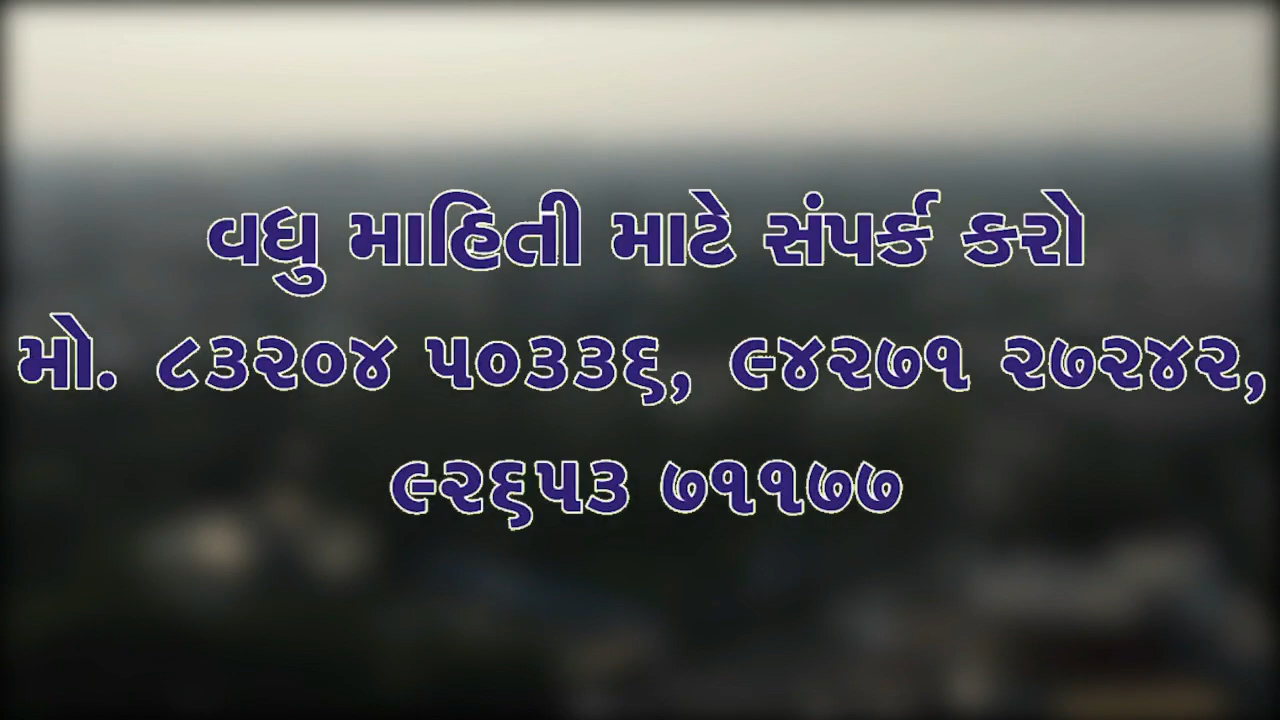 વધુ માહિતી માટે સંપર્ક કરો
મો. ૮૩૨૦૪ ૫૦૩૩૬, ૯૪૨૭૧ ૨૭૨૪૨,
૯૨૬૫૩ ૭૧૧૭૭